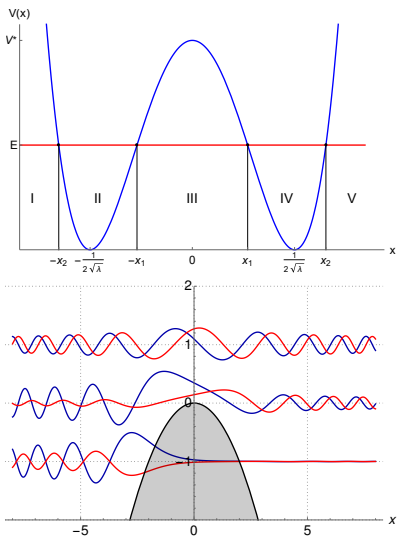 V(x)
V*
E
I II III IV V
-x₂ -1/(2√λ) -x₁ 0 x₁ 1/(2√λ) x₂ x
2
1
0
-1
-5 0 5 x